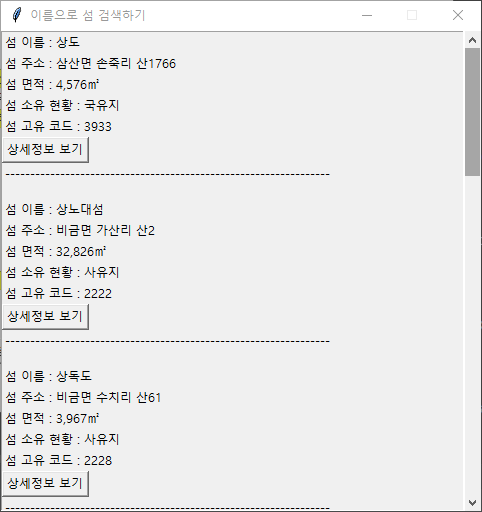 이름으로 섬 검색하기
섬 이름 : 상도
섬 주소 : 삼산면 손죽리 산1766
섬 면적 : 4,576㎡
섬 소유 현황 : 국유지
섬 고유 코드 : 3933
상세정보 보기
-----------------------------------------------------------------
섬 이름 : 상노대섬
섬 주소 : 비금면 가산리 산2
섬 면적 : 32,826㎡
섬 소유 현황 : 사유지
섬 고유 코드 : 2222
상세정보 보기
-----------------------------------------------------------------
섬 이름 : 상독도
섬 주소 : 비금면 수치리 산61
섬 면적 : 3,967㎡
섬 소유 현황 : 사유지
섬 고유 코드 : 2228
상세정보 보기
-----------------------------------------------------------------